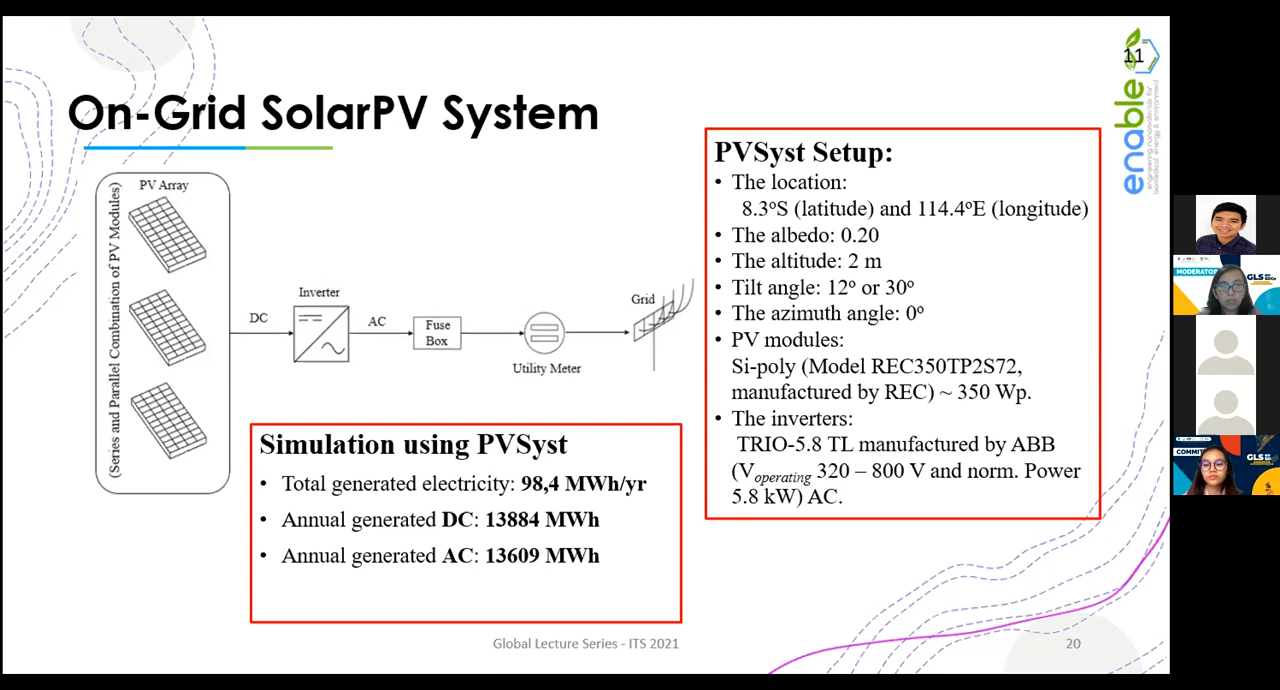 11
On-Grid SolarPV System
enable
PV Array
(Series and Parallel Combination of PV Modules)
DC
Inverter
AC
Fuse
Box
Utility Meter
Grid
PVSyst Setup:
• The location:
8.3ºS (latitude) and 114.4ºE (longitude)
• The albedo: 0.20
• The altitude: 2 m
• Tilt angle: 12º or 30º
• The azimuth angle: 0º
• PV modules:
Si-poly (Model REC350TP2S72,
manufactured by REC) ~ 350 Wp.
• The inverters:
TRIO-5.8 TL manufactured by ABB
(Voperating 320 – 800 V and norm. Power
5.8 kW) AC.
Simulation using PVSyst
• Total generated electricity: 98,4 MWh/yr
• Annual generated DC: 13884 MWh
• Annual generated AC: 13609 MWh
Global Lecture Series - ITS 2021
20
MODERATOR
GLS
COMMIT
GLS